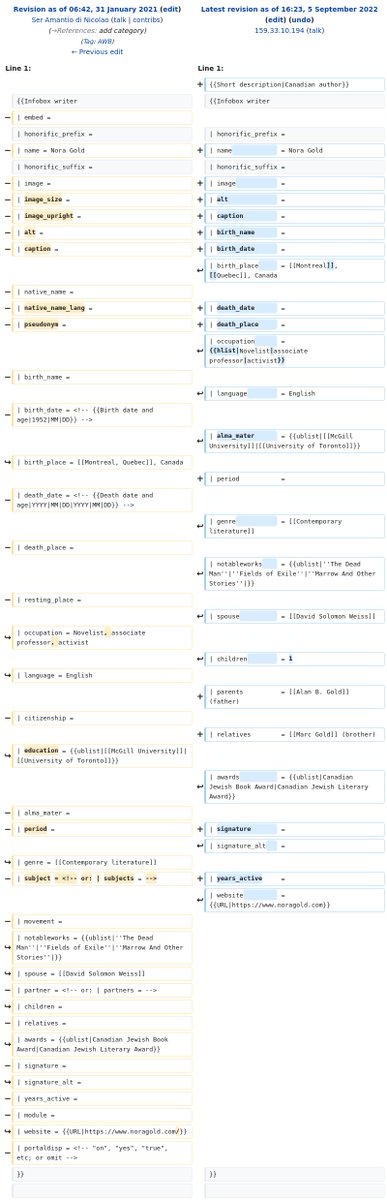 Revision as of 06:42, 31 January 2021 (edit)
Ser Amantio di Nicolao (talk | contribs)
(→References: add category)
(Tag: AWB)
← Previous edit
Latest revision as of 16:23, 5 September 2022
(edit) (undo)
159.33.10.194 (talk)
Line 1:
{{Infobox writer
− | embed =
| honorific_prefix =
− | name = Nora Gold
| honorific_suffix =
− | image =
− | image_size =
− | image_upright =
− | alt =
− | caption =
− | native_name =
− | native_name_lang =
− | pseudonym =
− | birth_name =
− | birth_date = <!-- {{Birth date and
age|1952|MM|DD}} -->
| birth_place = [[Montreal, Quebec]], Canada
− | death_date = <!-- {{Death date and
age|YYYY|MM|DD|YYYY|MM|DD}} -->
− | death_place =
− | resting_place =
| occupation = Novelist, associate
professor, activist
| language = English
− | citizenship =
| education = {{ublist|[[McGill University]]|
[[University of Toronto]]}}
− | alma_mater =
− | period =
| genre = [[Contemporary literature]]
− | subject = <!-- or: | subjects = -->
− | movement =
| notableworks = {{ublist|''The Dead
Man''|''Fields of Exile''|''Marrow And Other
Stories''|}}
| spouse = [[David Solomon Weiss]]
− | partner = <!-- or: | partners = -->
| children =
− | relatives =
| awards = {{ublist|Canadian Jewish Book
Award|Canadian Jewish Literary Award}}
− | signature =
| signature_alt =
− | years_active =
− | module =
| website = {{URL|https://www.noragold.com/}}
− | portaldisp = <!-- "on", "yes", "true",
etc; or omit -->
}}
Line 1:
+ {{Short description|Canadian author}}
{{Infobox writer
| honorific_prefix =
+ | name = Nora Gold
| honorific_suffix =
+ | image =
+ | alt =
+ | caption =
+ | birth_name =
+ | birth_date =
| birth_place = [[Montreal]],
[[Quebec]], Canada
+ | death_date =
+ | death_place =
| occupation =
{{hlist|Novelist|associate
professor|activist}}
| language = English
| alma_mater = {{ublist|[[McGill
University]]|[[University of Toronto]]}}
+ | period =
| genre = [[Contemporary
literature]]
| notableworks = {{ublist|''The Dead
Man''|''Fields of Exile''|''Marrow And Other
Stories''|}}
| spouse = [[David Solomon Weiss]]
| children = 1
+ | parents = [[Alan B. Gold]]
(father)
+ | relatives = [[Marc Gold]] (brother)
| awards = {{ublist|Canadian
Jewish Book Award|Canadian Jewish Literary
Award}}
+ | signature =
| signature_alt =
+ | years_active =
| website =
{{URL|https://www.noragold.com}}
}}